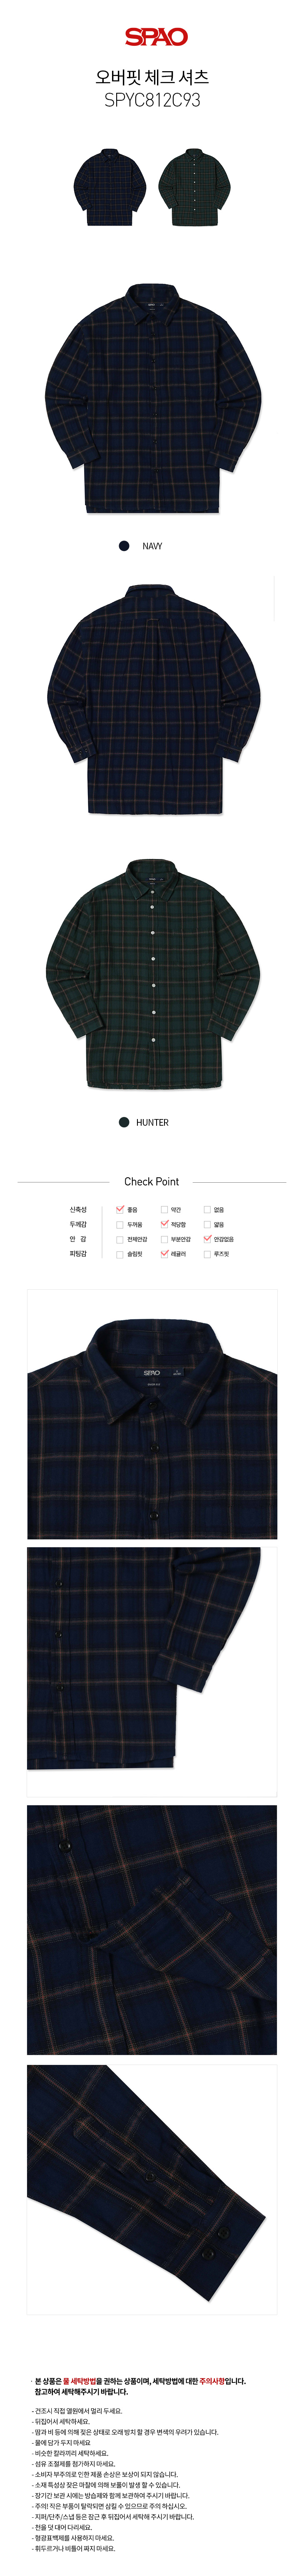 SPAO
오버핏 체크 셔츠
SPYC812C93
NAVY
HUNTER
Check Point
신축성 좋음 약간 없음
두께감 두꺼움 적당함 얇음
안 감 전체안감 부분안감 안감없음
피팅감 슬림핏 레귤러 루즈핏
SPAO
· 본 상품은 물 세탁방법을 권하는 상품이며, 세탁방법에 대한 주의사항입니다.
참고하여 세탁해주시기 바랍니다.
- 건조시 직접 열원에서 멀리 두세요.
- 뒤집어서 세탁하세요.
- 땀과 비 등에 의해 젖은 상태로 오래 방치 할 경우 변색의 우려가 있습니다.
- 물에 담가 두지 마세요
- 비슷한 칼라끼리 세탁하세요.
- 섬유 조절제를 첨가하지 마세요.
- 소비자 부주의로 인한 제품 손상은 보상이 되지 않습니다.
- 소재 특성상 잦은 마찰에 의해 보풀이 발생 할 수 있습니다.
- 장기간 보관 시에는 방습제와 함께 보관하여 주시기 바랍니다.
- 주의! 작은 부품이 탈락되면 삼킬 수 있으므로 주의 하십시오.
- 지퍼/단추/스냅 등은 잠근 후 뒤집어서 세탁해 주시기 바랍니다.
- 천을 덧 대어 다리세요.
- 형광표백제를 사용하지 마세요.
- 휘두르거나 비틀어 짜지 마세요.